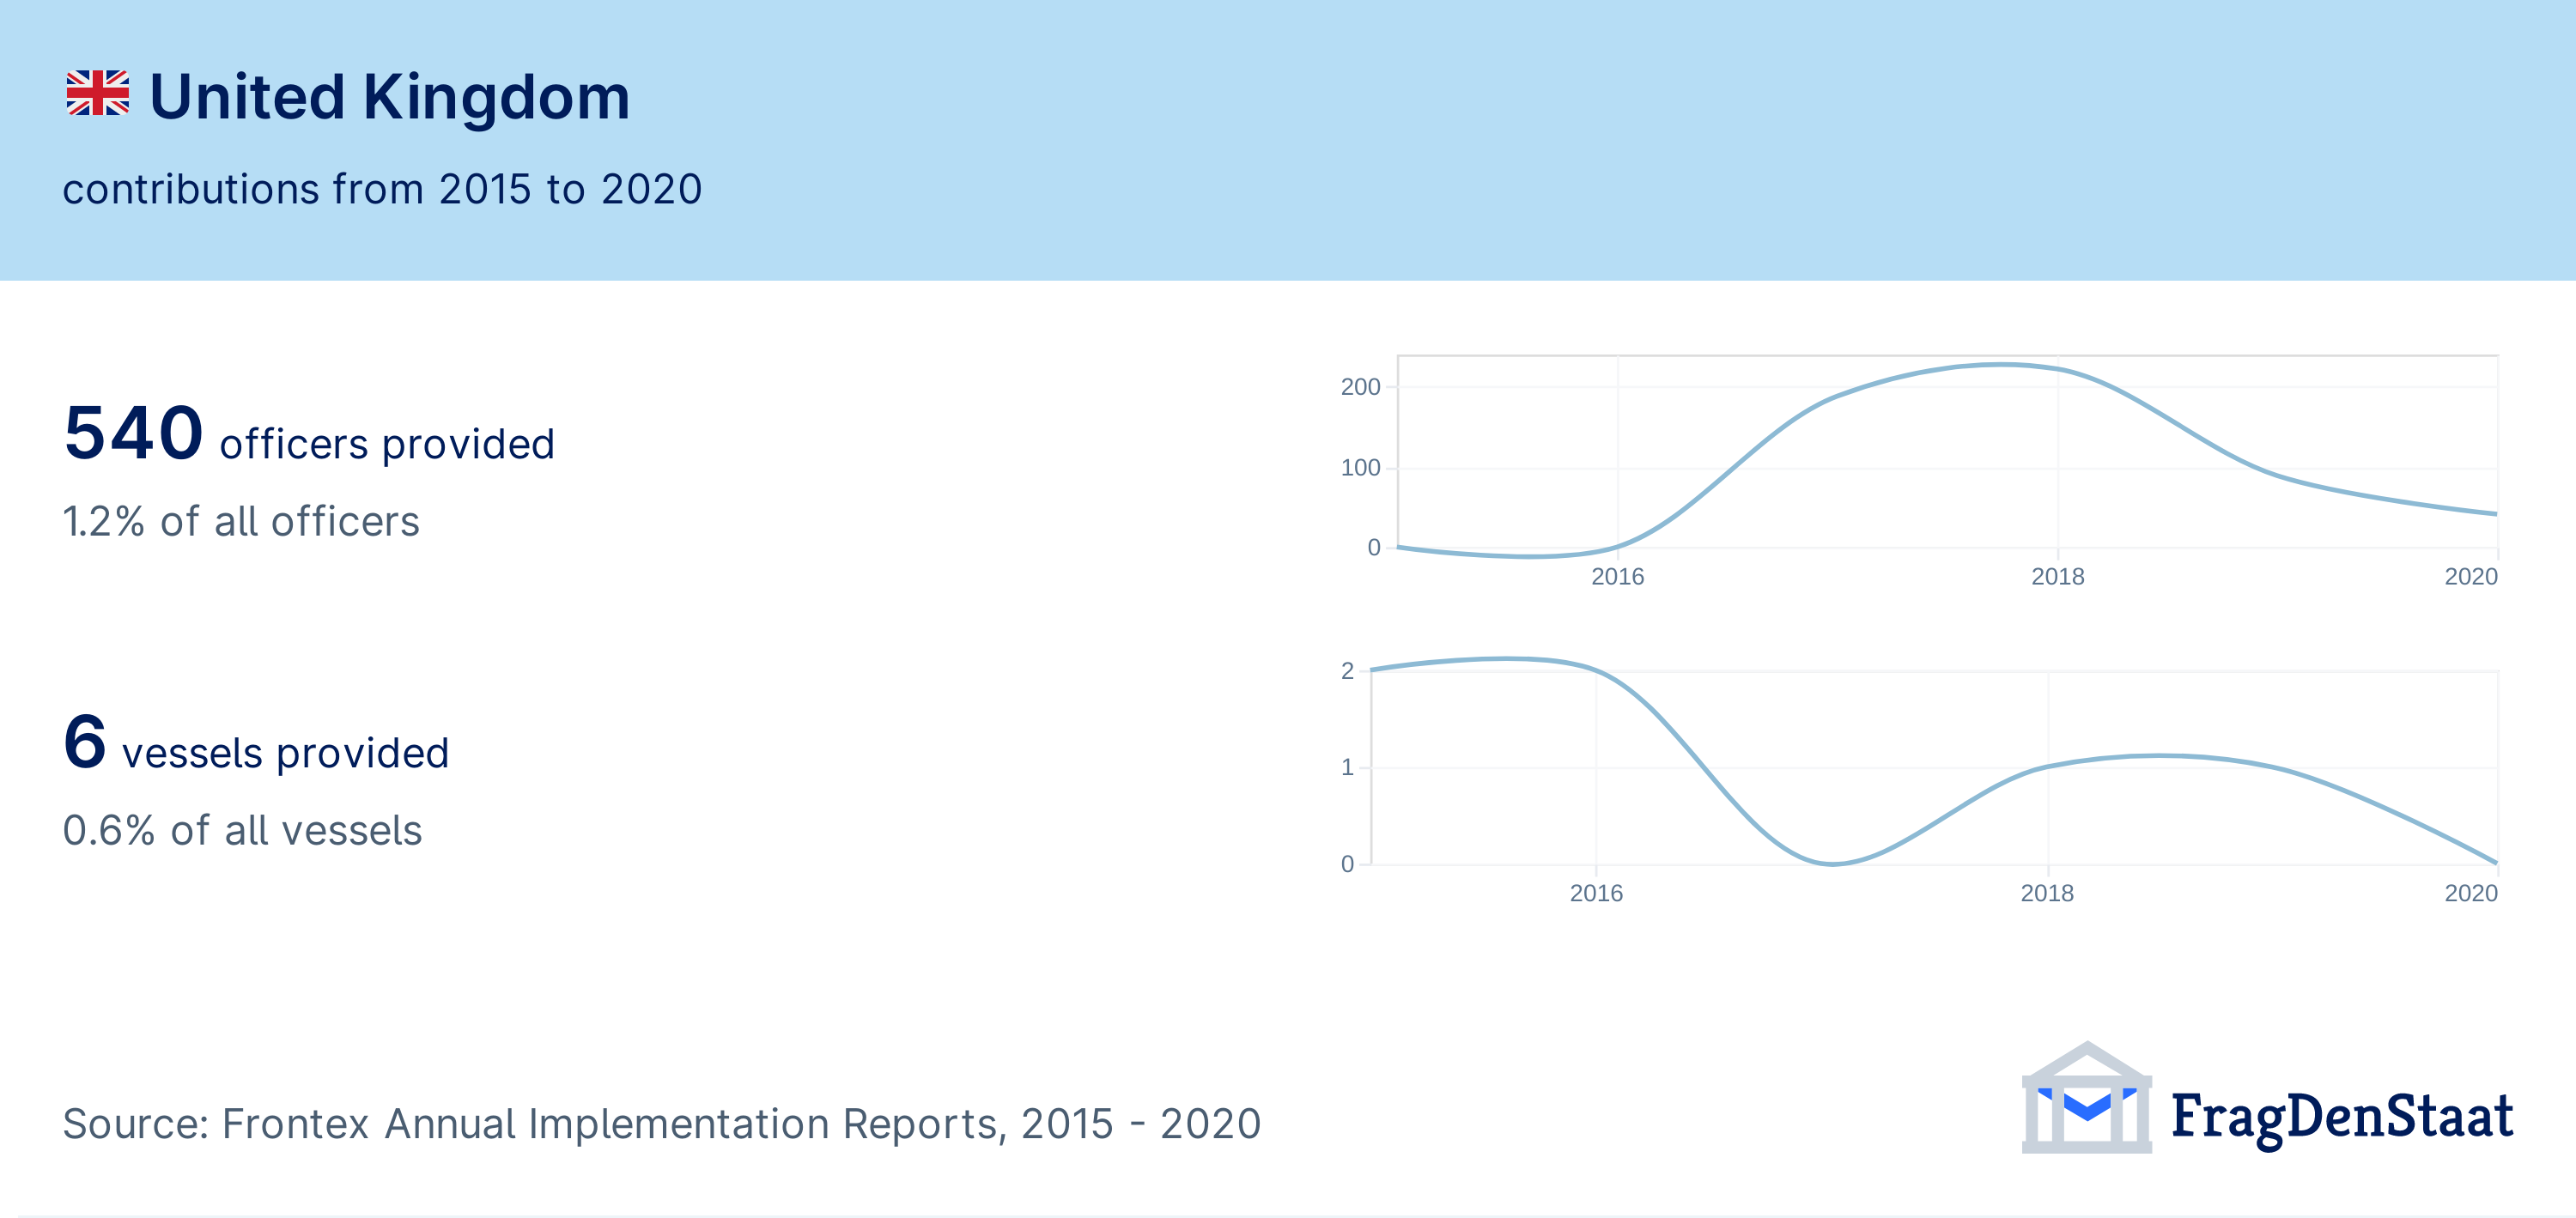 United Kingdom
contributions from 2015 to 2020
540 officers provided
1.2% of all officers
200
100
0
2016 2018 2020
6 vessels provided
0.6% of all vessels
2
1
0
2016 2018 2020
Source: Frontex Annual Implementation Reports, 2015 - 2020
FragDenStaat